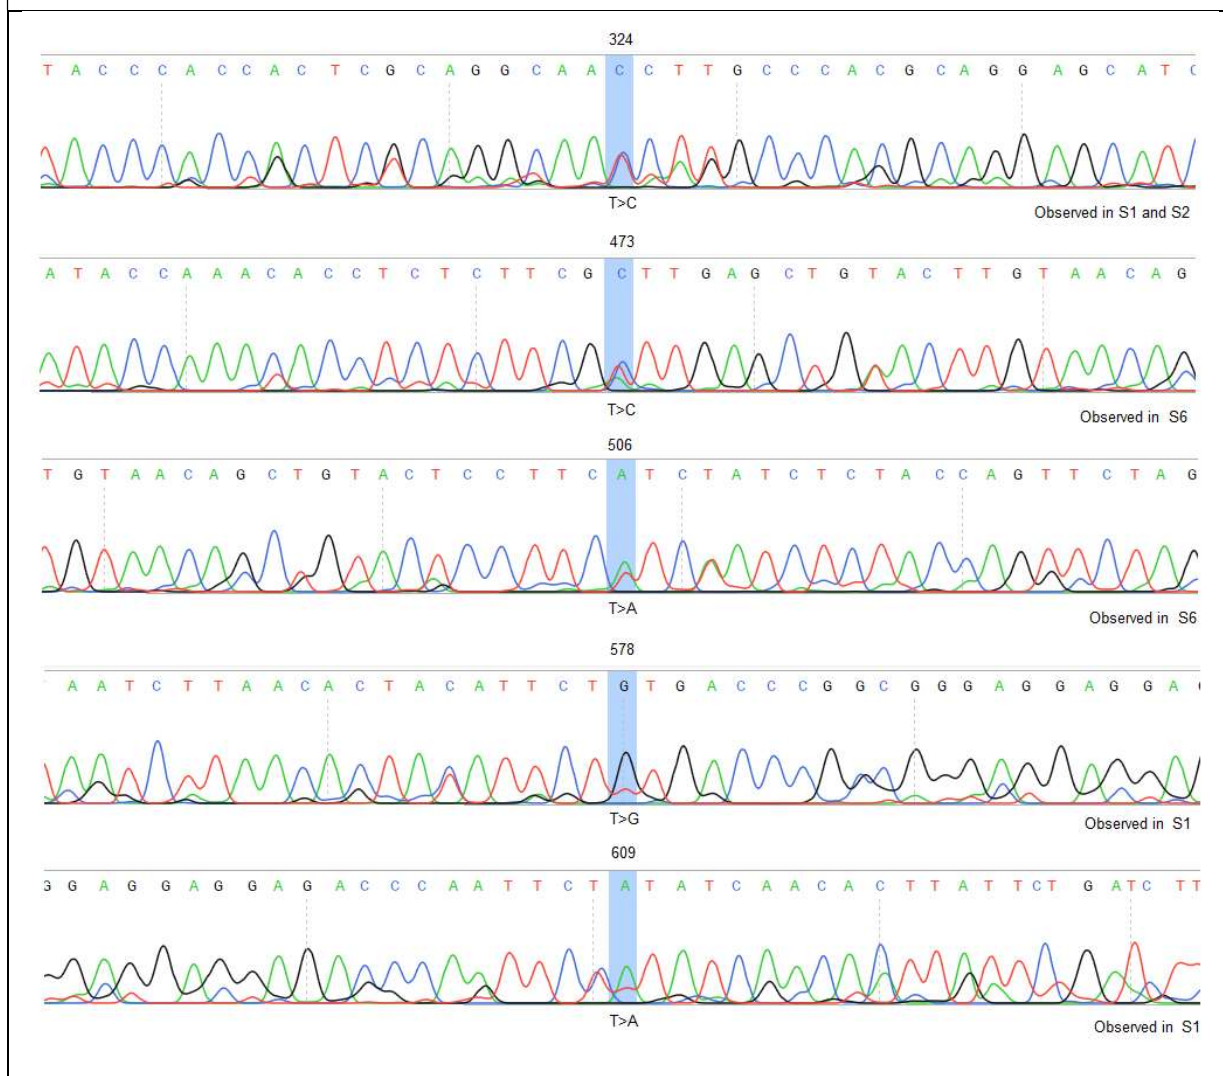 324
T A C C C A C C A C T C G C A G G C A A C C T T G C C C A C G C A G G A G C A T C
T>C
Observed in S1 and S2
473
A T A C C A A A C A C C T C T C T T C G C T T G A G C T G T A C T T G T A A C A G
T>C
Observed in S6
506
T G T A A C A G C T G T A C T C C T T C A T C T A T C T C T A C C A G T T C T A G
T>A
Observed in S6
578
A A T C T T A A C A C T A C A T T C T G T G A C C C G G C G G G A G G A G G A
T>G
Observed in S1
609
G G A G G A G G A G A C C C A A T T C T A T A T C A A C A C T T A T T C T G A T C T T
T>A
Observed in S1